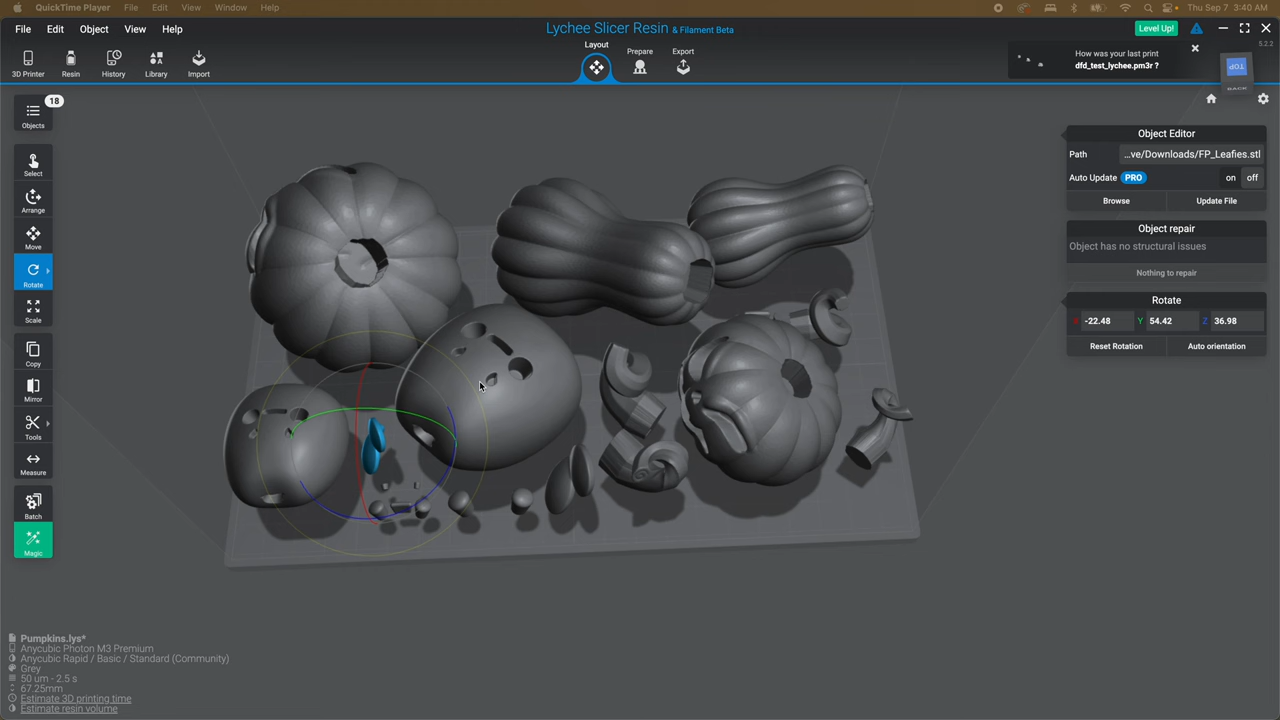 QuickTime Player File Edit View Window Help Thu Sep 7 3:40 AM
File Edit Object View Help
Lychee Slicer Resin & Filament Beta
Level Up!
5.2.2
3D Printer Resin History Library Import
Layout Prepare Export
How was your last print
dfd_test_lychee.pm3r ?
TOP
BACK
18
Objects
Select
Arrange
Move
Rotate
Scale
Copy
Mirror
Tools
Measure
Batch
Magic
Object Editor
Path ...ve/Downloads/FP_Leafies.stl
Auto Update PRO on off
Browse Update File
Object repair
Object has no structural issues
Nothing to repair
Rotate
X -22.48 Y 54.42 Z 36.98
Reset Rotation Auto orientation
Pumpkins.lys*
Anycubic Photon M3 Premium
Anycubic Rapid / Basic / Standard (Community)
Grey
50 um - 2.5 s
67.25mm
Estimate 3D printing time
Estimate resin volume